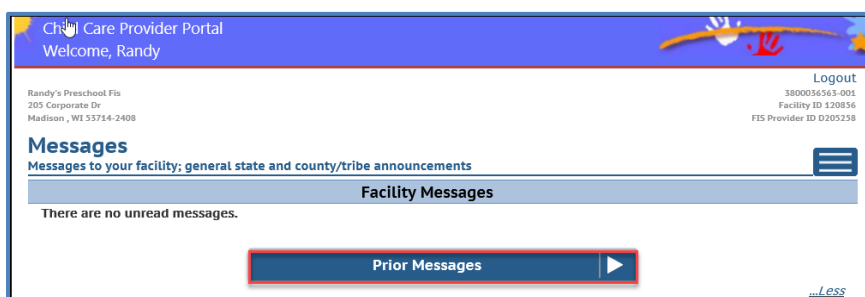 Child Care Provider Portal
Welcome, Randy
Logout
Randy's Preschool Fis
205 Corporate Dr
Madison , WI 53714-2408
3800036563-001
Facility ID 120856
FIS Provider ID D205258
Messages
Messages to your facility; general state and county/tribe announcements
Facility Messages
There are no unread messages.
Prior Messages
...Less